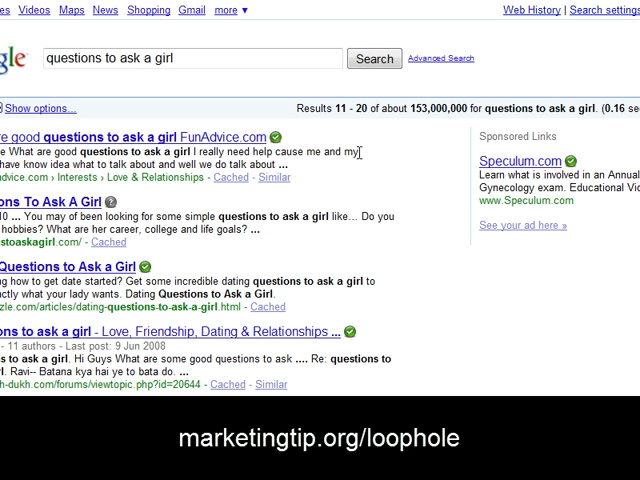 es Videos Maps News Shopping Gmail more ▼ Web History | Search settings
gle questions to ask a girl Search Advanced Search
Show options... Results 11 - 20 of about 153,000,000 for questions to ask a girl. (0.16 se
re good questions to ask a girl FunAdvice.com
e What are good questions to ask a girl I really need help cause me and my
have know idea what to talk about and well we do talk about ...
dvice.com › Interests › Love & Relationships - Cached - Similar
ons To Ask A Girl
10 ... You may of been looking for some simple questions to ask a girl like... Do you
hobbies? What are her career, college and life goals? ...
stoaskagirl.com/ - Cached
Questions to Ask a Girl
ng how to get date started? Get some incredible dating questions to ask a girl to
ctly what your lady wants. Dating Questions to Ask a Girl.
zle.com/articles/dating-questions-to-ask-a-girl.html - Cached
ons to ask a girl - Love, Friendship, Dating & Relationships ...
- 11 authors - Last post: 9 Jun 2008
s to ask a girl. Hi Guys What are some good questions to ask .... Re: questions to
irl. Ravi-- Batana kya hai ye to bata do. ...
h-dukh.com/forums/viewtopic.php?id=20644 - Cached - Similar
Sponsored Links
Speculum.com
Learn what is involved in an Annual
Gynecology exam. Educational Vid
www.Speculum.com
See your ad here »
marketingtip.org/loophole